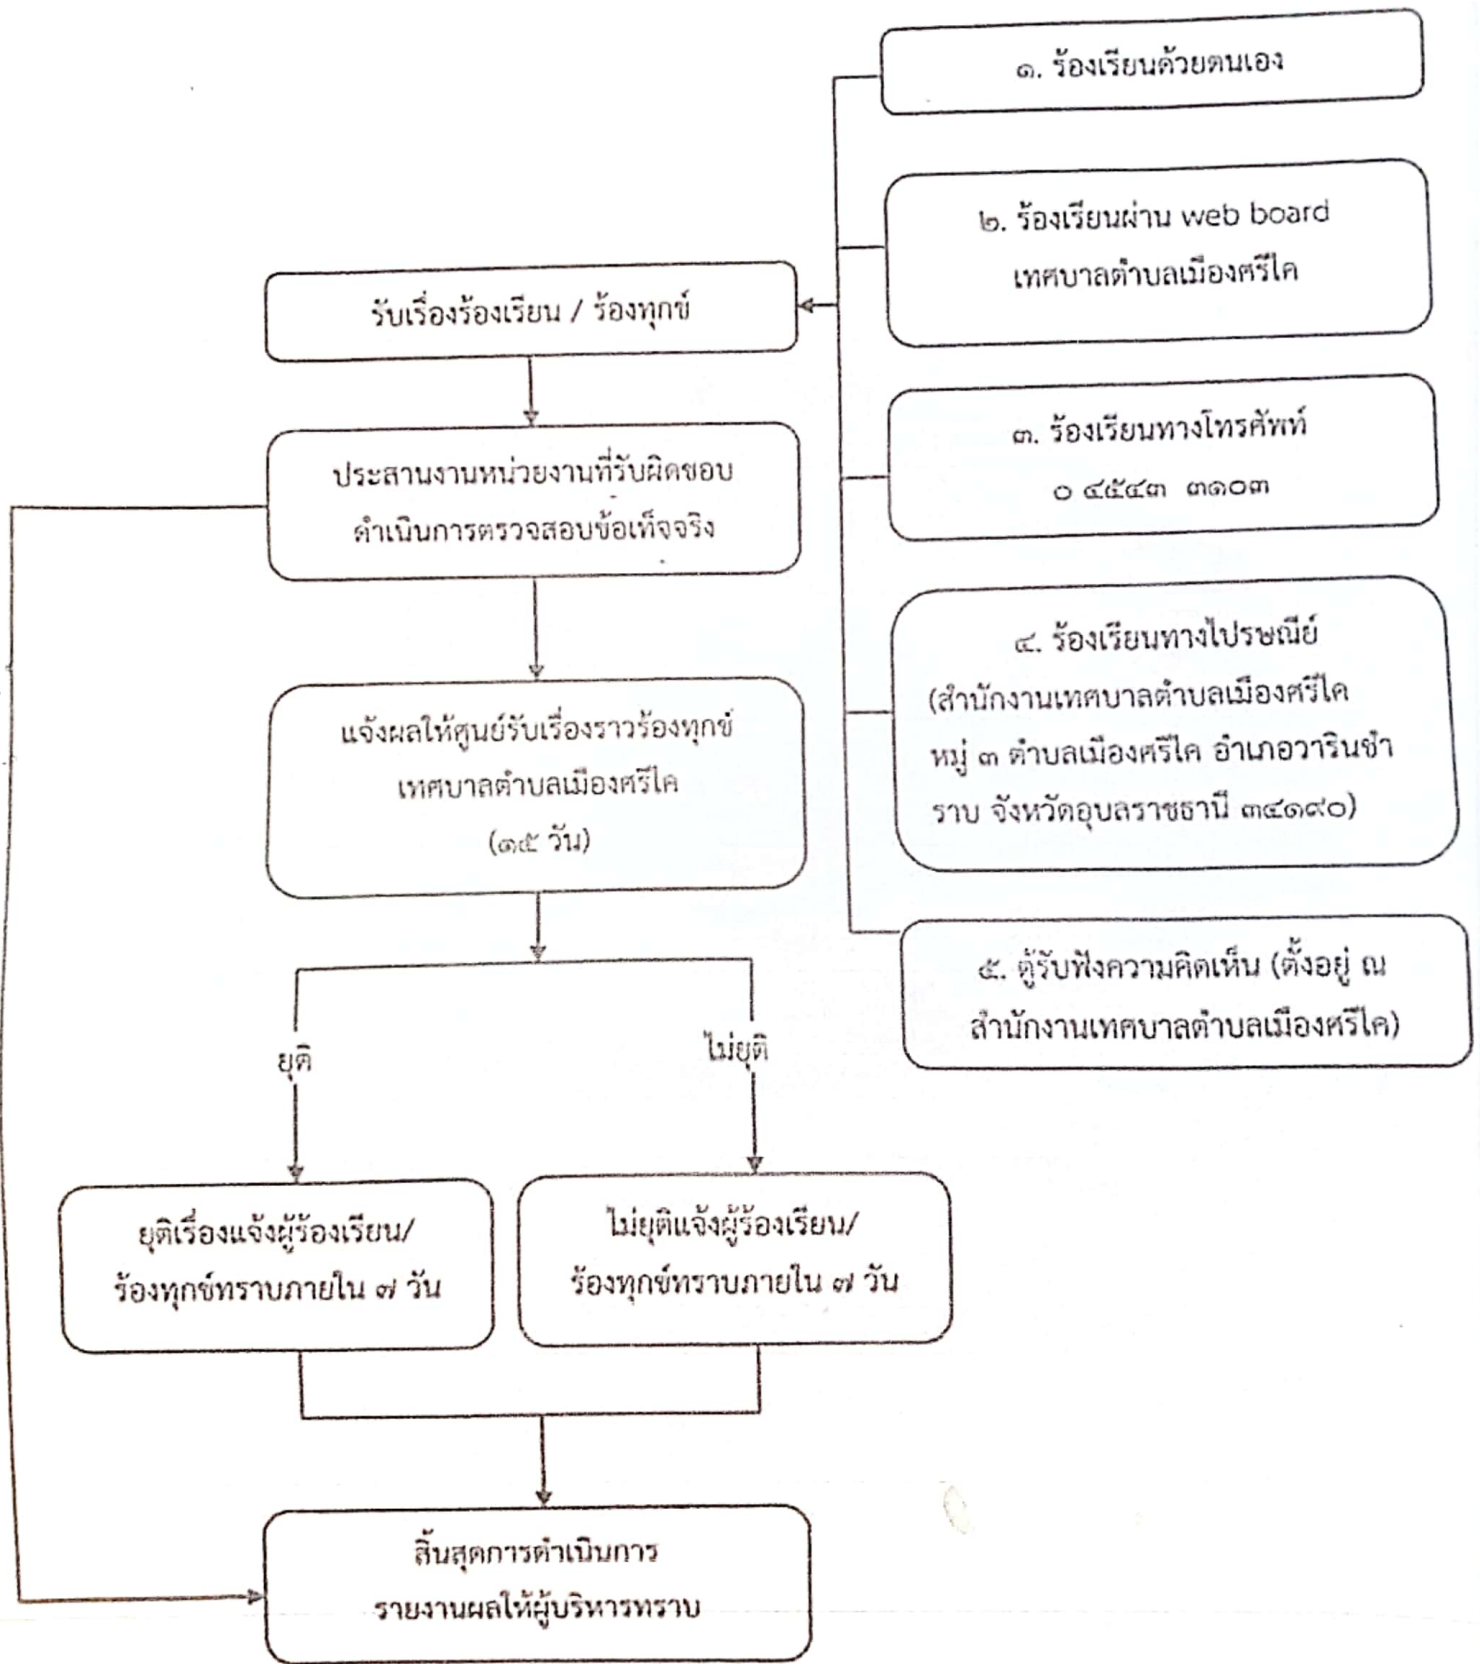 ๑. ร้องเรียนด้วยตนเอง
๒. ร้องเรียนผ่าน web board
เทศบาลตำบลเมืองศรีไค
รับเรื่องร้องเรียน / ร้องทุกข์
๓. ร้องเรียนทางโทรศัพท์
๐ ๔๕๔๓ ๓๑๐๓
ประสานงานหน่วยงานที่รับผิดชอบ
ดำเนินการตรวจสอบข้อเท็จจริง
๔. ร้องเรียนทางไปรษณีย์
(สำนักงานเทศบาลตำบลเมืองศรีไค
หมู่ ๓ ตำบลเมืองศรีไค อำเภอวารินชำ
ราบ จังหวัดอุบลราชธานี ๓๔๑๙๐)
แจ้งผลให้ศูนย์รับเรื่องราวร้องทุกข์
เทศบาลตำบลเมืองศรีไค
(๑๕ วัน)
๕. ตู้รับฟังความคิดเห็น (ตั้งอยู่ ณ
สำนักงานเทศบาลตำบลเมืองศรีไค)
ยุติ
ไม่ยุติ
ยุติเรื่องแจ้งผู้ร้องเรียน/
ร้องทุกข์ทราบภายใน ๗ วัน
ไม่ยุติแจ้งผู้ร้องเรียน/
ร้องทุกข์ทราบภายใน ๗ วัน
สิ้นสุดการดำเนินการ
รายงานผลให้ผู้บริหารทราบ